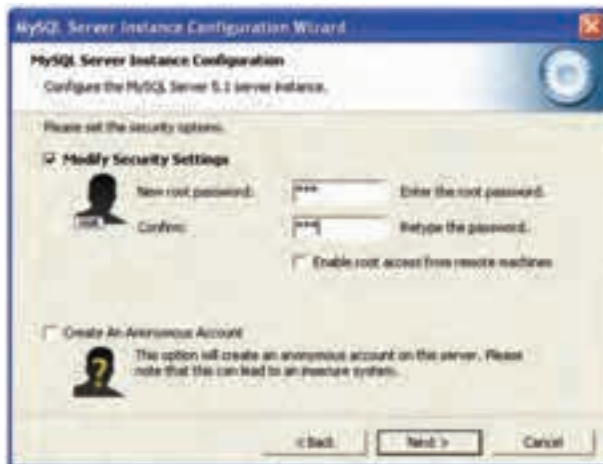 MySQL Server Instance Configuration Wizard
MySQL Server Instance Configuration
Configure the MySQL Server 5.1 server instance.
Please set the security options.
Modify Security Settings
New root password: *** Enter the root password.
root
Confirm: *** Retype the password.
Enable root access from remote machines
Create An Anonymous Account
This option will create an anonymous account on this server. Please
note that this can lead to an insecure system.
?
< Back Next > Cancel